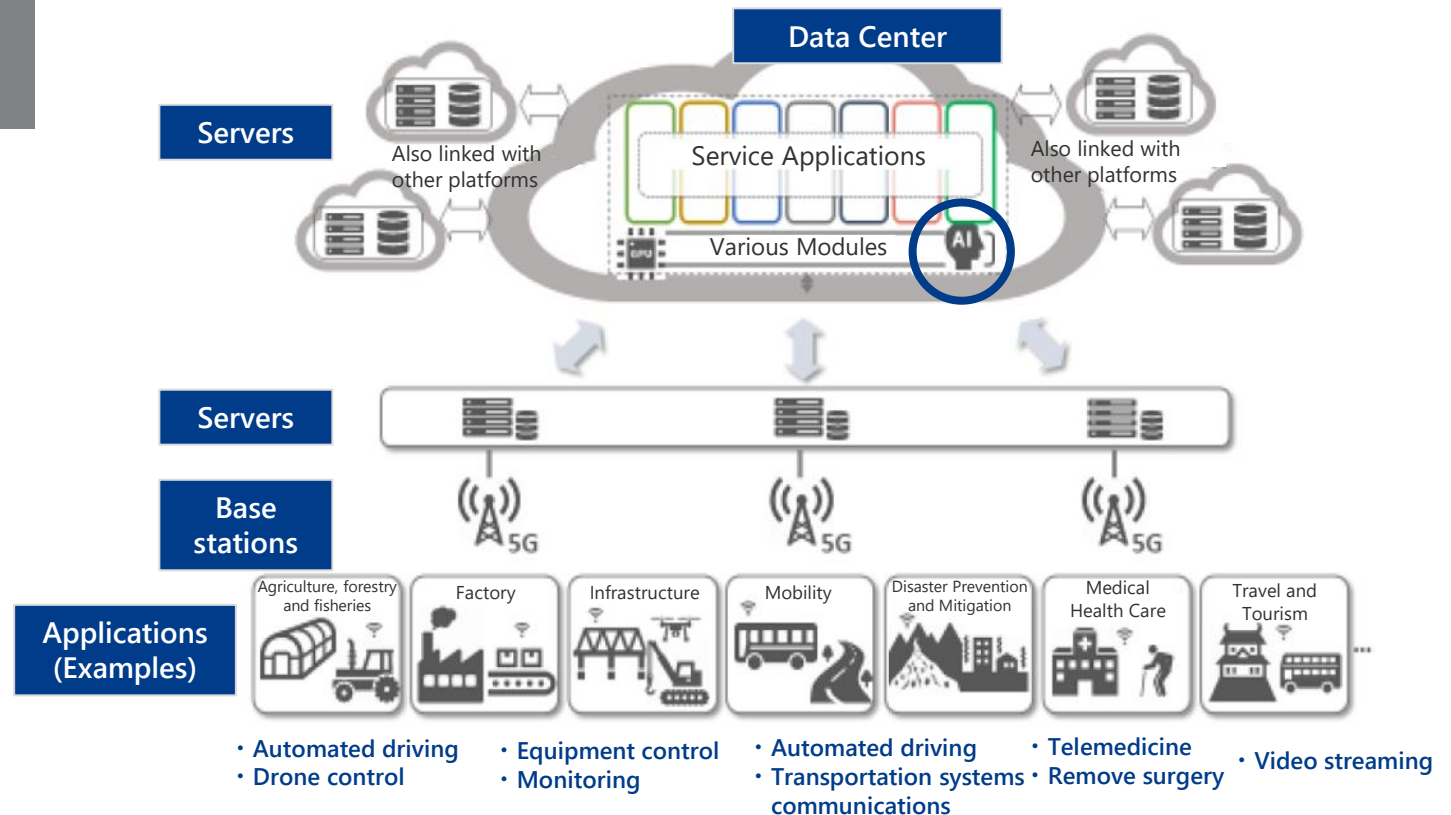 Data Center
Servers
Also linked with
other platforms
Service Applications
Also linked with
other platforms
GPU
Various Modules
AI
Servers
Base
stations
5G
5G
5G
Applications
(Examples)
Agriculture, forestry
and fisheries
Factory
Infrastructure
Mobility
Disaster Prevention
and Mitigation
Medical
Health Care
Travel and
Tourism
...
・Automated driving
・Drone control
・Equipment control
・Monitoring
・Automated driving
・Transportation systems
communications
・Telemedicine
・Remove surgery
・Video streaming